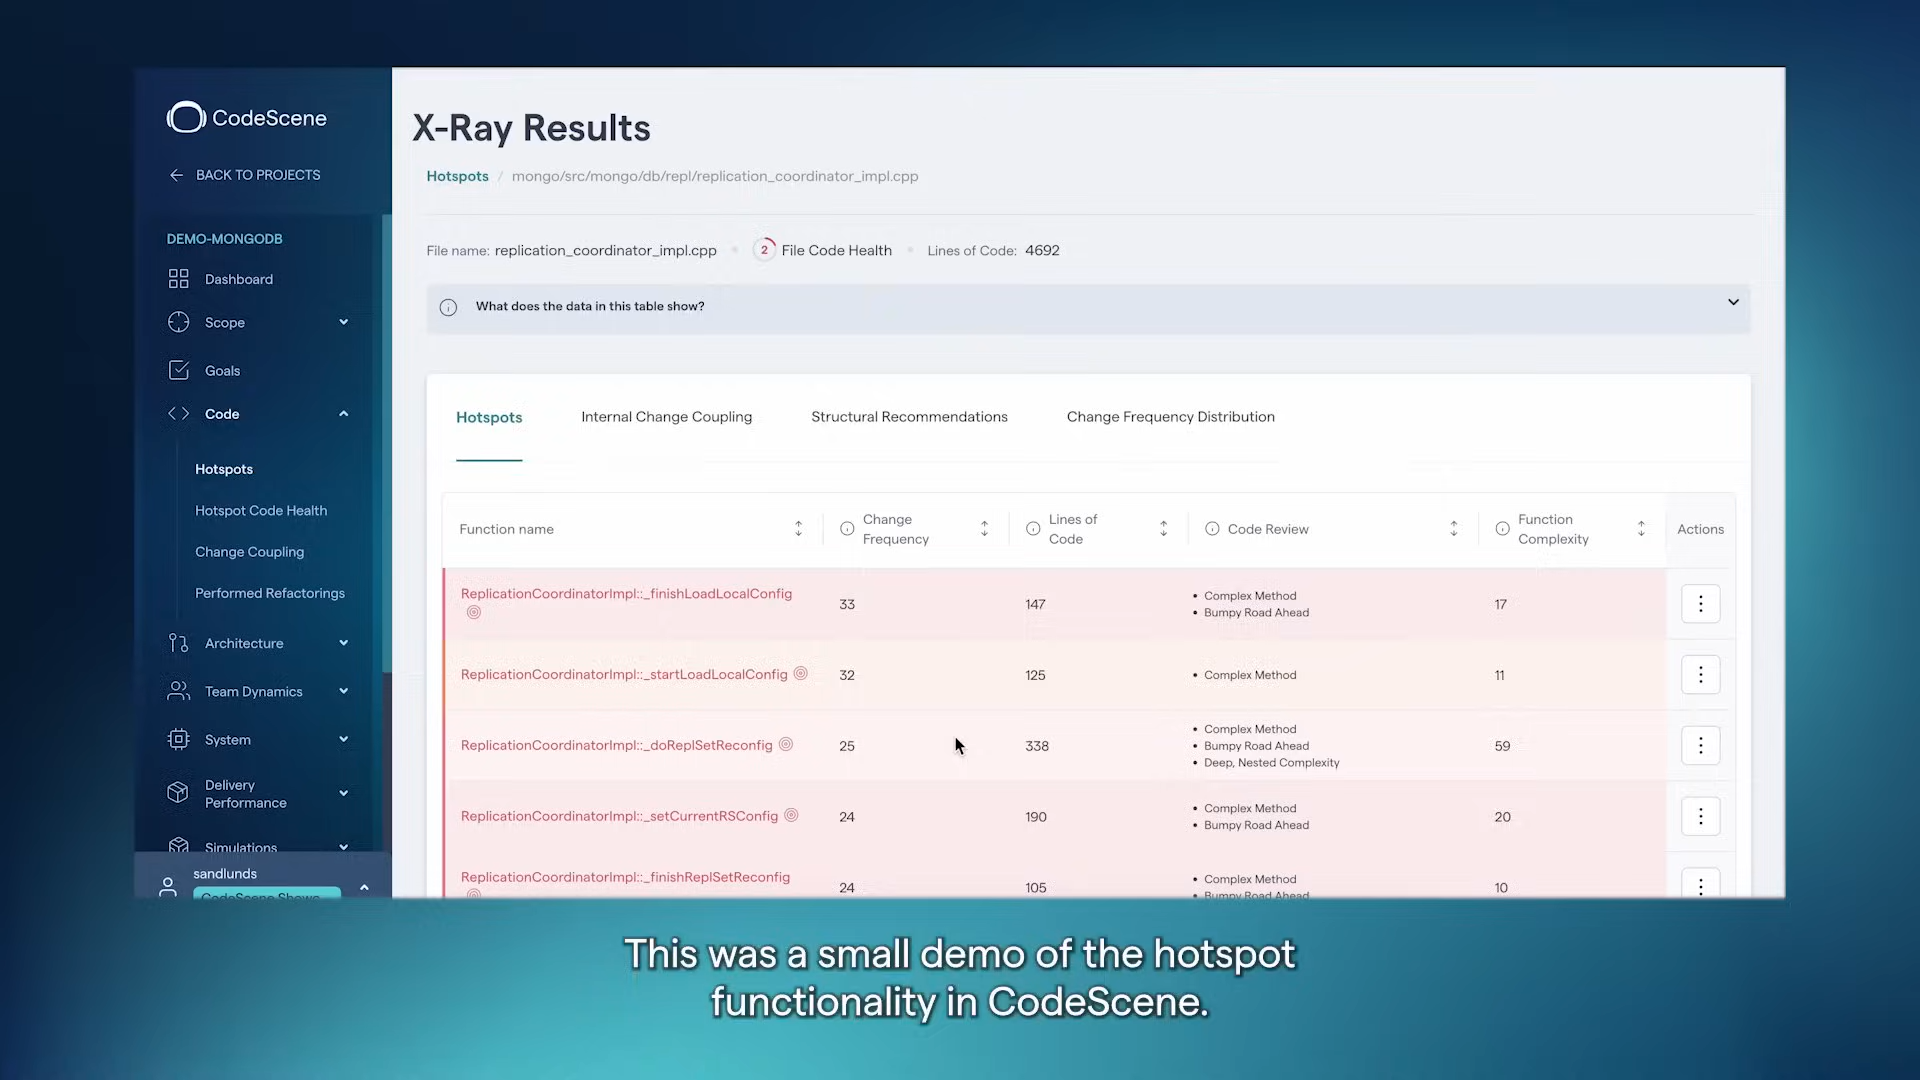 CodeScene
BACK TO PROJECTS
DEMO-MONGODB
Dashboard
Scope
Goals
Code
Hotspots
Hotspot Code Health
Change Coupling
Performed Refactorings
Architecture
Team Dynamics
System
Delivery
Performance
Simulations
sandlunds
CodeScene Shows
X-Ray Results
Hotspots / mongo/src/mongo/db/repl/replication_coordinator_impl.cpp
File name: replication_coordinator_impl.cpp 2 File Code Health Lines of Code: 4692
What does the data in this table show?
Hotspots Internal Change Coupling Structural Recommendations Change Frequency Distribution
Function name Change Frequency Lines of Code Code Review Function Complexity Actions
ReplicationCoordinatorImpl::_finishLoadLocalConfig 33 147 • Complex Method • Bumpy Road Ahead 17
ReplicationCoordinatorImpl::_startLoadLocalConfig 32 125 • Complex Method 11
ReplicationCoordinatorImpl::_doReplSetReconfig 25 338 • Complex Method • Bumpy Road Ahead • Deep, Nested Complexity 59
ReplicationCoordinatorImpl::_setCurrentRSConfig 24 190 • Complex Method • Bumpy Road Ahead 20
ReplicationCoordinatorImpl::_finishReplSetReconfig 24 105 • Complex Method • Bumpy Road Ahead 10
This was a small demo of the hotspot
functionality in CodeScene.